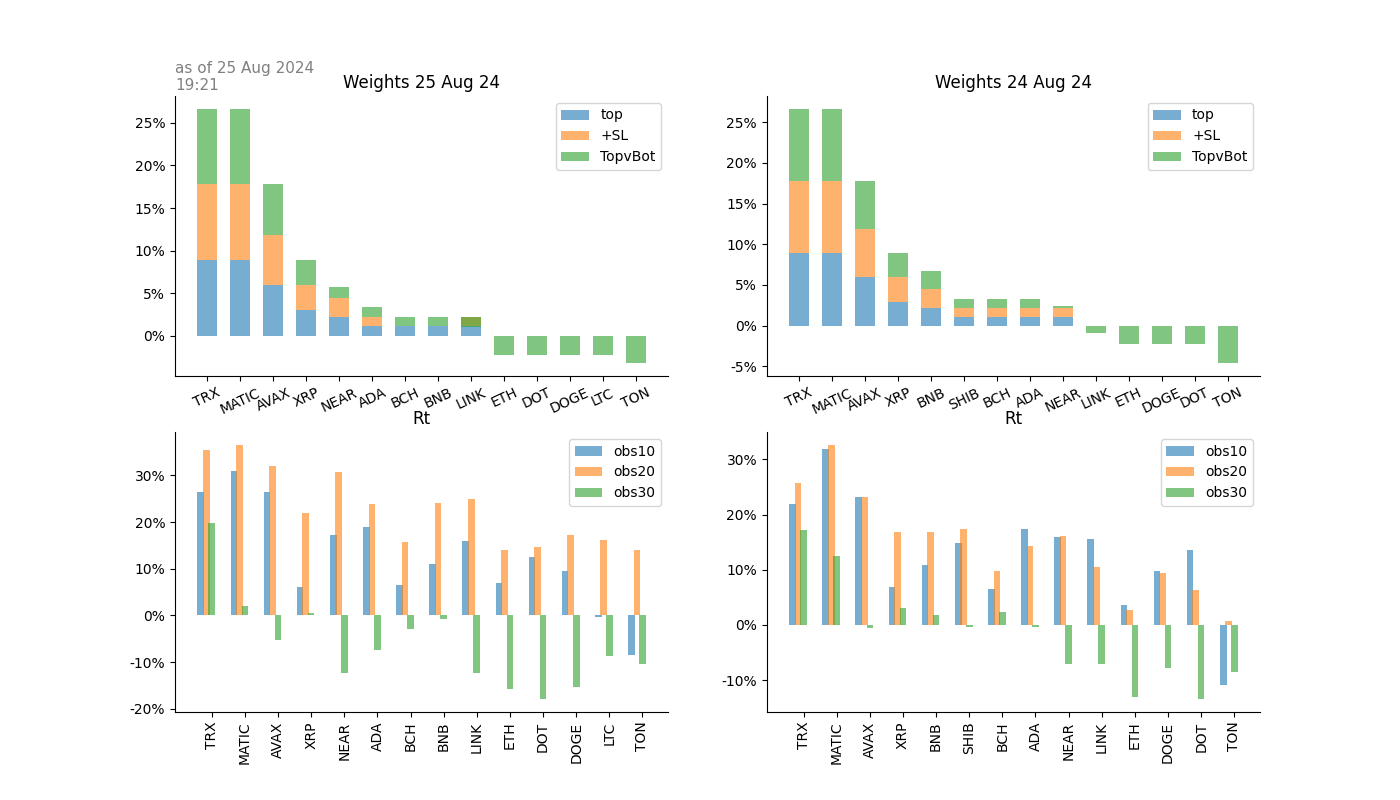 as of 25 Aug 2024
19:21
Weights 25 Aug 24
25%
20%
15%
10%
5%
0%
top
+SL
TopvBot
TRX MATIC AVAX XRP NEAR ADA BCH BNB LINK ETH DOT DOGE LTC TON
Weights 24 Aug 24
25%
20%
15%
10%
5%
0%
-5%
top
+SL
TopvBot
TRX MATIC AVAX XRP BNB SHIB BCH ADA NEAR LINK ETH DOGE DOT TON
Rt
30%
20%
10%
0%
-10%
-20%
obs10
obs20
obs30
TRX MATIC AVAX XRP NEAR ADA BCH BNB LINK ETH DOT DOGE LTC TON
Rt
30%
20%
10%
0%
-10%
obs10
obs20
obs30
TRX MATIC AVAX XRP BNB SHIB BCH ADA NEAR LINK ETH DOGE DOT TON